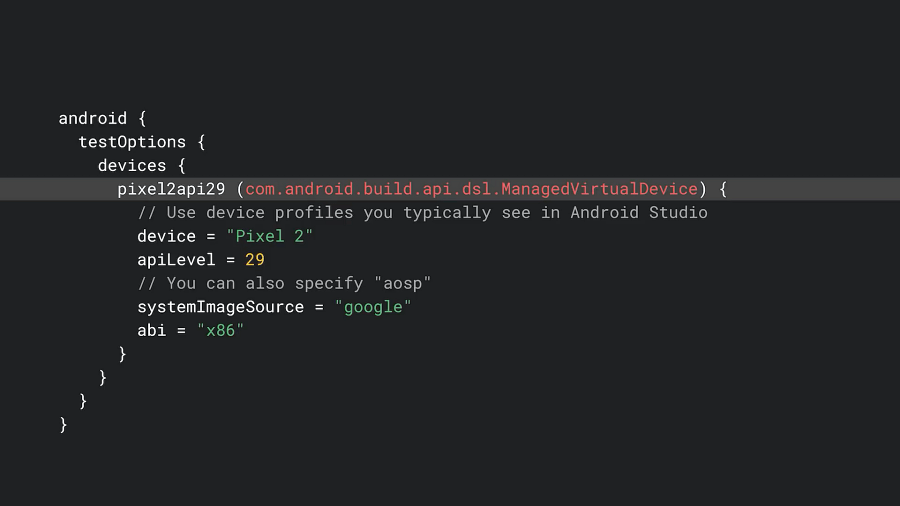 android {
  testOptions {
    devices {
      pixel2api29 (com.android.build.api.dsl.ManagedVirtualDevice) {
        // Use device profiles you typically see in Android Studio
        device = "Pixel 2"
        apiLevel = 29
        // You can also specify "aosp"
        systemImageSource = "google"
        abi = "x86"
      }
    }
  }
}